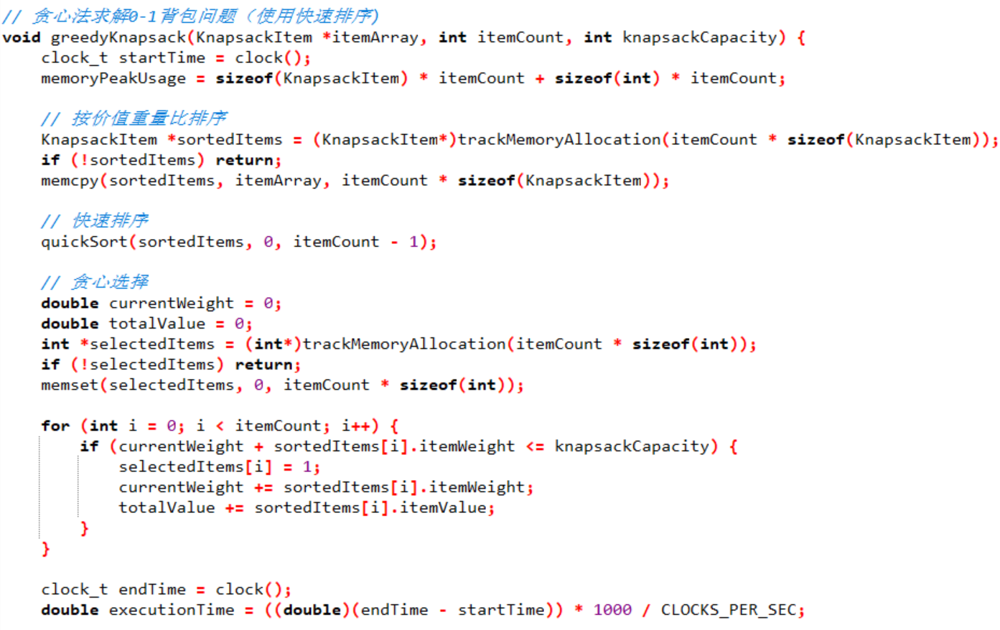 // 贪心法求解0-1背包问题（使用快速排序)
void greedyKnapsack(KnapsackItem *itemArray, int itemCount, int knapsackCapacity) {
clock_t startTime = clock();
memoryPeakUsage = sizeof(KnapsackItem) * itemCount + sizeof(int) * itemCount;
// 按价值重量比排序
KnapsackItem *sortedItems = (KnapsackItem*)trackMemoryAllocation(itemCount * sizeof(KnapsackItem));
if (!sortedItems) return;
memcpy(sortedItems, itemArray, itemCount * sizeof(KnapsackItem));
// 快速排序
quickSort(sortedItems, 0, itemCount - 1);
// 贪心选择
double currentWeight = 0;
double totalValue = 0;
int *selectedItems = (int*)trackMemoryAllocation(itemCount * sizeof(int));
if (!selectedItems) return;
memset(selectedItems, 0, itemCount * sizeof(int));
for (int i = 0; i < itemCount; i++) {
if (currentWeight + sortedItems[i].itemWeight <= knapsackCapacity) {
selectedItems[i] = 1;
currentWeight += sortedItems[i].itemWeight;
totalValue += sortedItems[i].itemValue;
}
}
clock_t endTime = clock();
double executionTime = ((double)(endTime - startTime)) * 1000 / CLOCKS_PER_SEC;